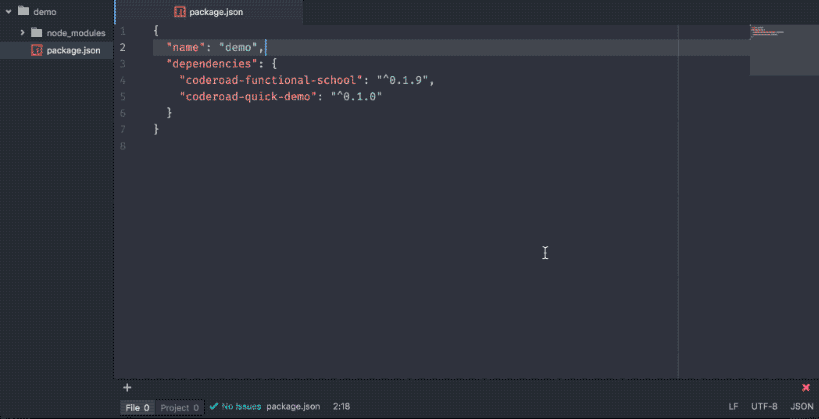 demo
node_modules
package.json
package.json
1 {
2 "name": "demo",
3 "dependencies": {
4 "coderoad-functional-school": "^0.1.9",
5 "coderoad-quick-demo": "^0.1.0"
6 }
7 }
8
+
File 0 Project 0 No Issues package.json 2:18 LF UTF-8 JSON